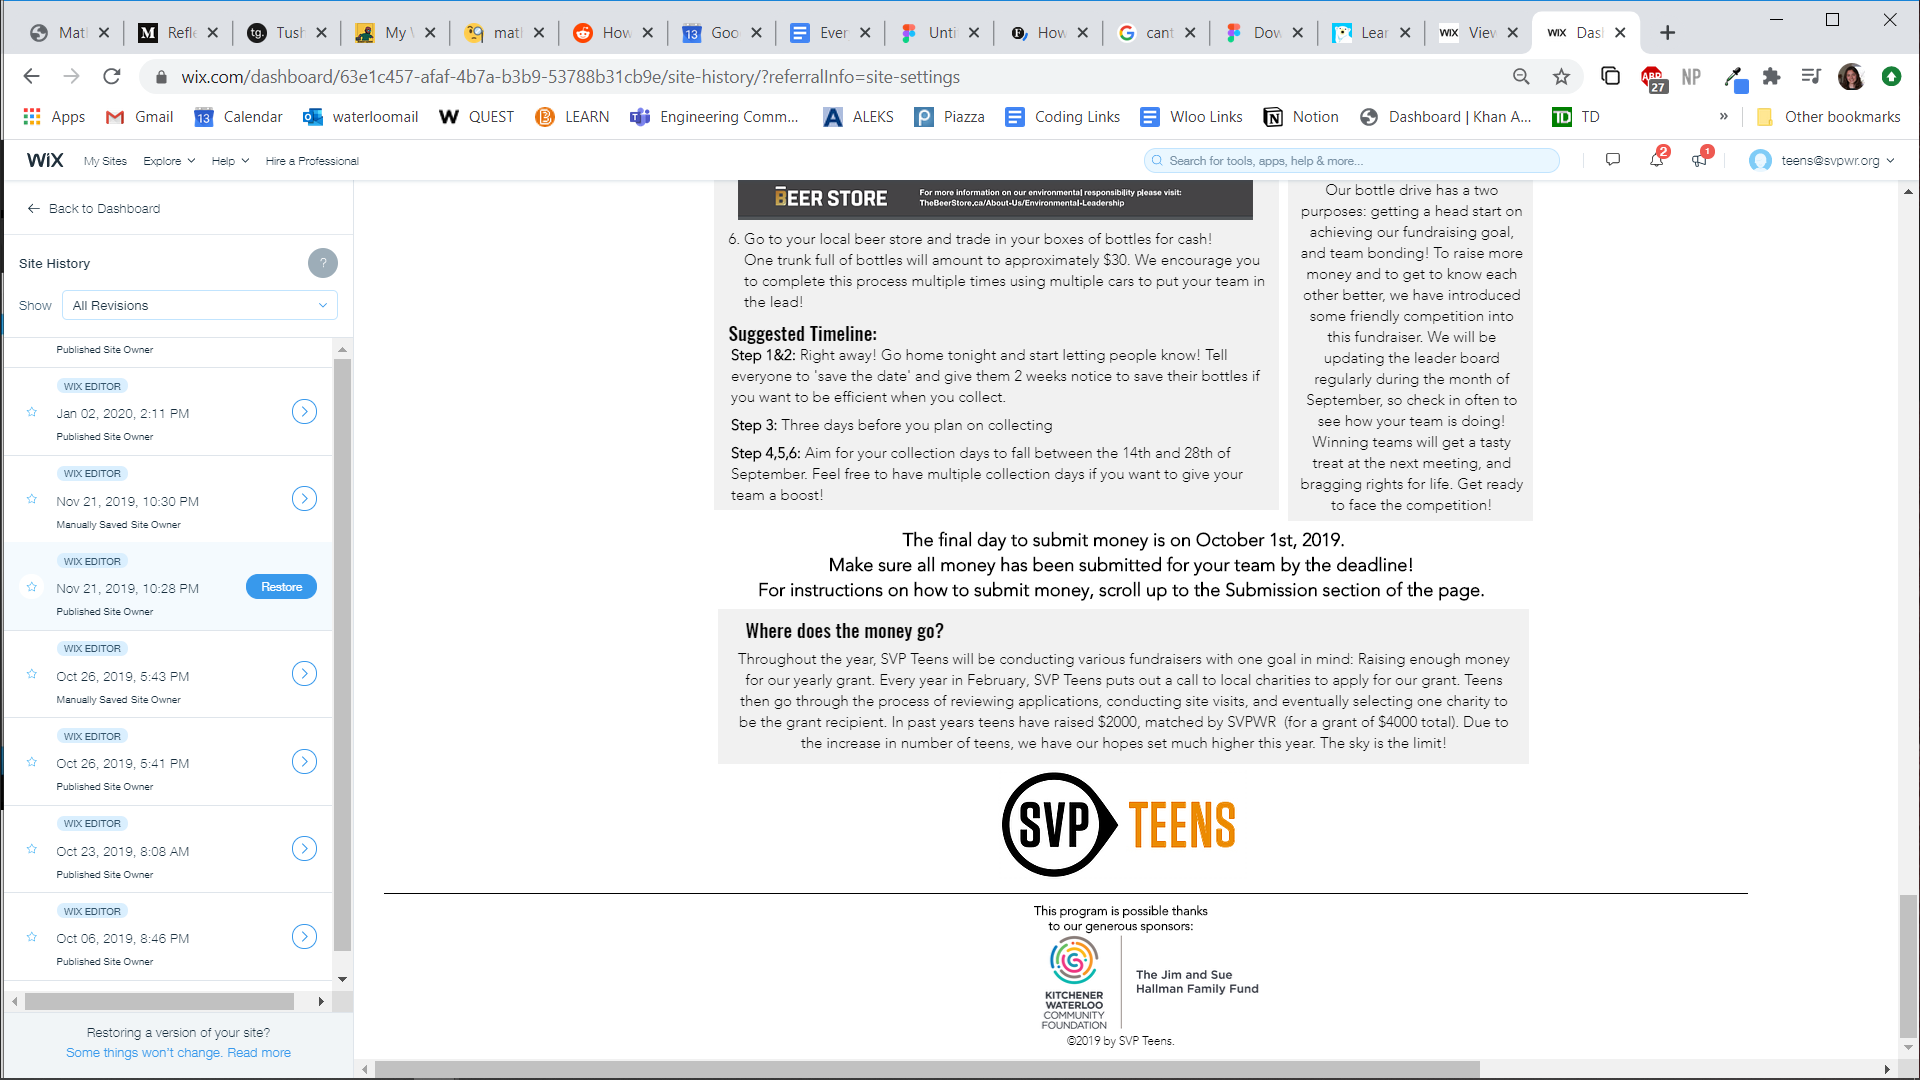 Mat
Refle
Tush
My \
matl
How
Goo
Ever
Unti
How
cant
Dow
Lear
View
Dasl
wix.com/dashboard/63e1c457-afaf-4b7a-b3b9-53788b31cb9e/site-history/?referralInfo=site-settings
ABP
27
NP
Apps
Gmail
Calendar
waterloomail
QUEST
LEARN
Engineering Comm...
ALEKS
Piazza
Coding Links
Wloo Links
Notion
Dashboard | Khan A...
TD
»
Other bookmarks
WiX
My Sites
Explore
Help
Hire a Professional
Search for tools, apps, help & more...
2
1
teens@svpwr.org
Back to Dashboard
Site History
?
Show
All Revisions
Published Site Owner
WIX EDITOR
Jan 02, 2020, 2:11 PM
Published Site Owner
WIX EDITOR
Nov 21, 2019, 10:30 PM
Manually Saved Site Owner
WIX EDITOR
Nov 21, 2019, 10:28 PM
Restore
Published Site Owner
WIX EDITOR
Oct 26, 2019, 5:43 PM
Manually Saved Site Owner
WIX EDITOR
Oct 26, 2019, 5:41 PM
Published Site Owner
WIX EDITOR
Oct 23, 2019, 8:08 AM
Published Site Owner
WIX EDITOR
Oct 06, 2019, 8:46 PM
Published Site Owner
Restoring a version of your site?
Some things won't change. Read more
BEER STORE
For more information on our environmental responsibility please visit:
TheBeerStore.ca/About-Us/Environmental-Leadership
6. Go to your local beer store and trade in your boxes of bottles for cash!
One trunk full of bottles will amount to approximately $30. We encourage you
to complete this process multiple times using multiple cars to put your team in
the lead!
Suggested Timeline:
Step 1&2: Right away! Go home tonight and start letting people know! Tell
everyone to 'save the date' and give them 2 weeks notice to save their bottles if
you want to be efficient when you collect.
Step 3: Three days before you plan on collecting
Step 4,5,6: Aim for your collection days to fall between the 14th and 28th of
September. Feel free to have multiple collection days if you want to give your
team a boost!
Our bottle drive has a two
purposes: getting a head start on
achieving our fundraising goal,
and team bonding! To raise more
money and to get to know each
other better, we have introduced
some friendly competition into
this fundraiser. We will be
updating the leader board
regularly during the month of
September, so check in often to
see how your team is doing!
Winning teams will get a tasty
treat at the next meeting, and
bragging rights for life. Get ready
to face the competition!
The final day to submit money is on October 1st, 2019.
Make sure all money has been submitted for your team by the deadline!
For instructions on how to submit money, scroll up to the Submission section of the page.
Where does the money go?
Throughout the year, SVP Teens will be conducting various fundraisers with one goal in mind: Raising enough money
for our yearly grant. Every year in February, SVP Teens puts out a call to local charities to apply for our grant. Teens
then go through the process of reviewing applications, conducting site visits, and eventually selecting one charity to
be the grant recipient. In past years teens have raised $2000, matched by SVPWR (for a grant of $4000 total). Due to
the increase in number of teens, we have our hopes set much higher this year. The sky is the limit!
SVP TEENS
This program is possible thanks
to our generous sponsors:
KITCHENER
WATERLOO
COMMUNITY
FOUNDATION
The Jim and Sue
Hallman Family Fund
©2019 by SVP Teens.